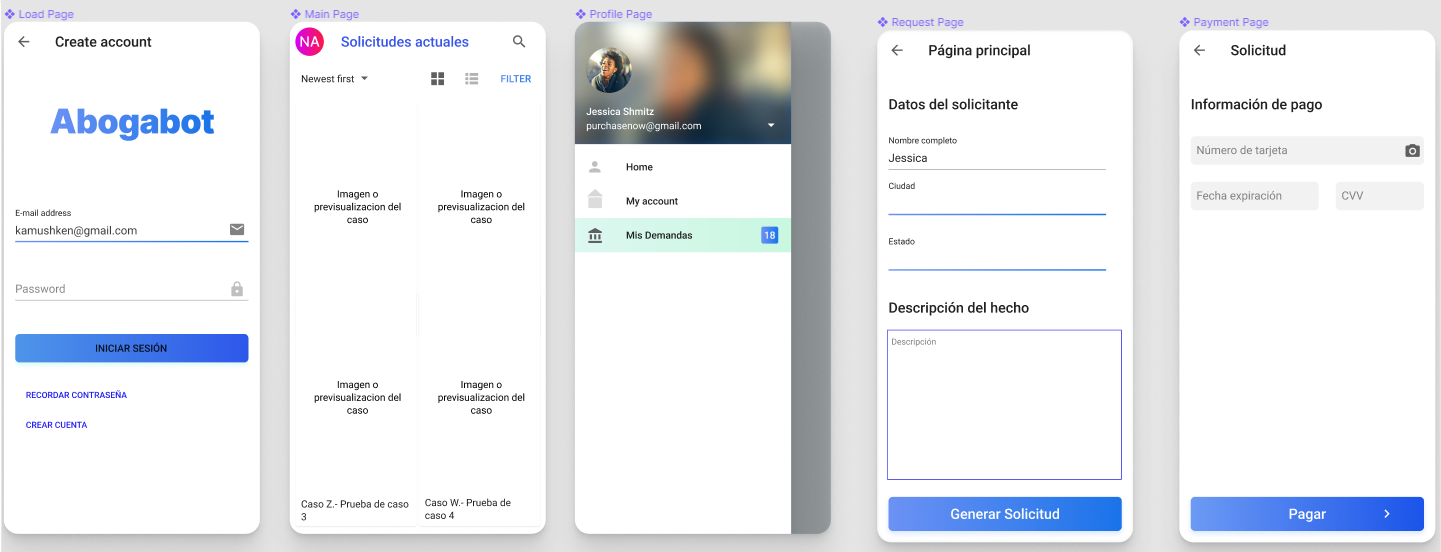 Load Page
Create account
Abogabot
E-mail address
kamushken@gmail.com
Password
INICIAR SESIÓN
RECORDAR CONTRASEÑA
CREAR CUENTA
Main Page
NA
Solicitudes actuales
Newest first
FILTER
Imagen o
previsualizacion del
caso
Imagen o
previsualizacion del
caso
Imagen o
previsualizacion del
caso
Imagen o
previsualizacion del
caso
Caso Z.- Prueba de caso
3
Caso W.- Prueba de
caso 4
Profile Page
Jessica Shmitz
purchasenow@gmail.com
Home
My account
Mis Demandas 18
Request Page
Página principal
Datos del solicitante
Nombre completo
Jessica
Ciudad
Estado
Descripción del hecho
Descripción
Generar Solicitud
Payment Page
Solicitud
Información de pago
Número de tarjeta
Fecha expiración
CVV
Pagar